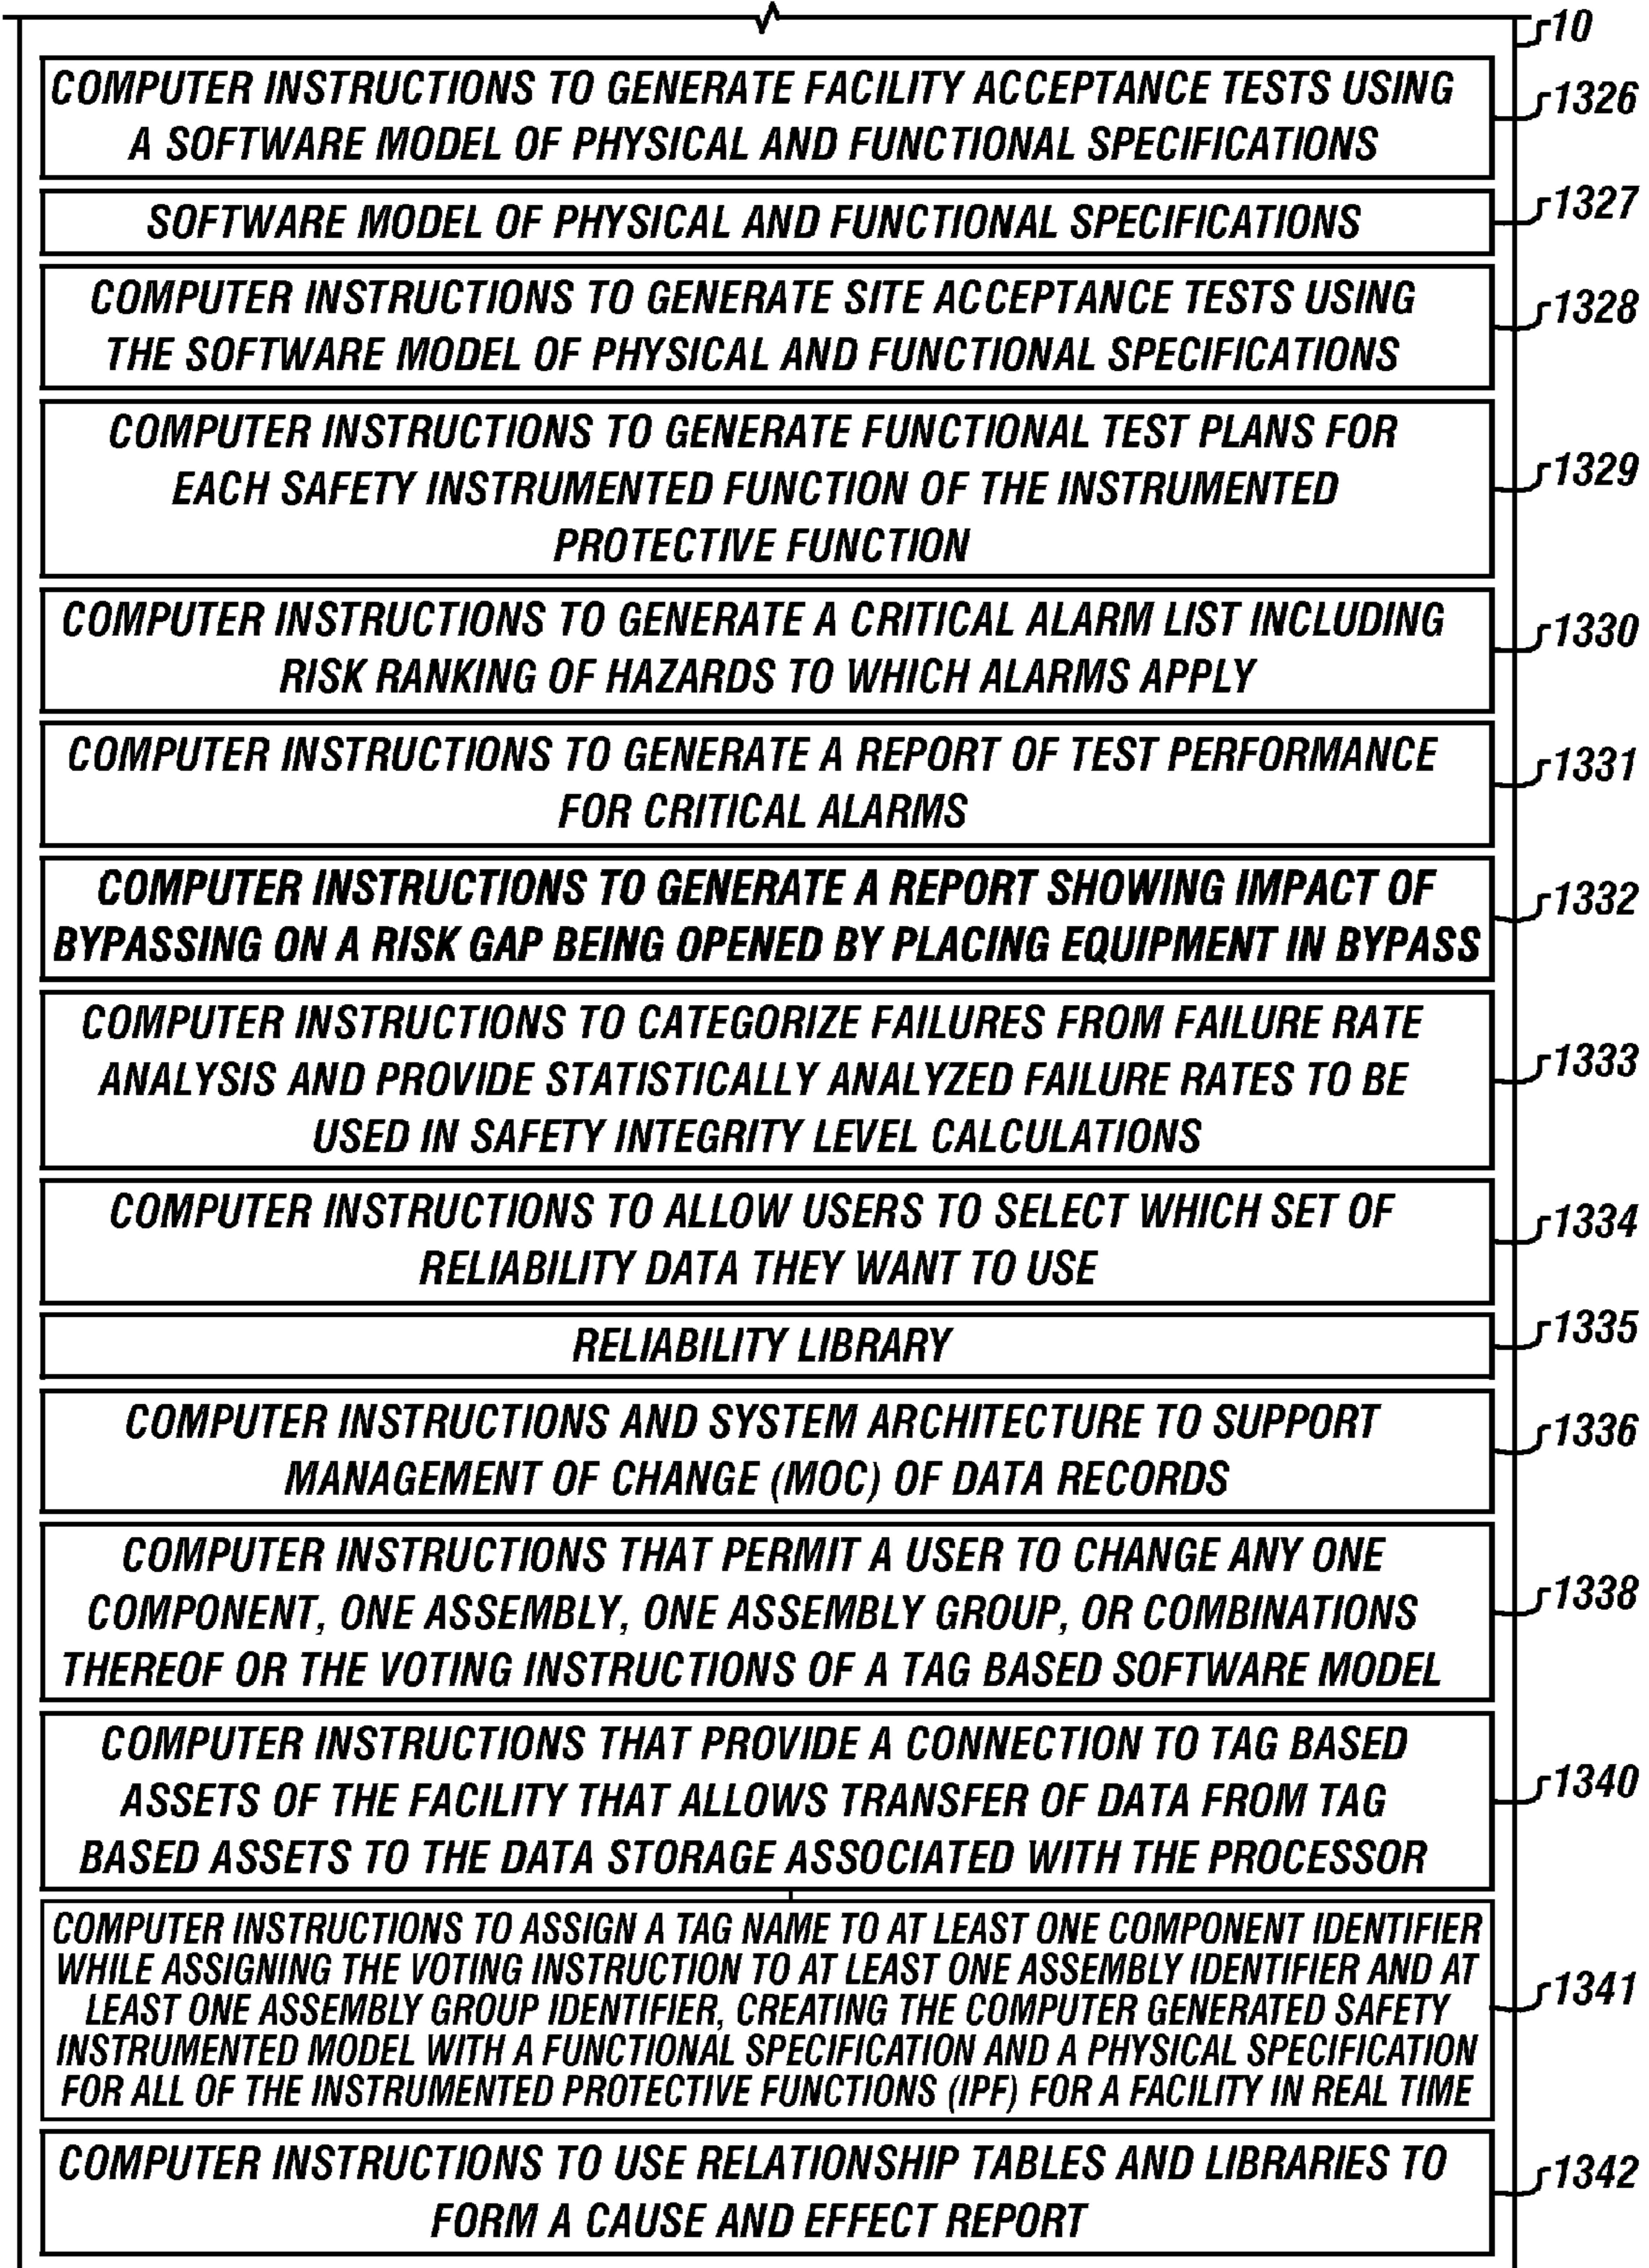 10
COMPUTER INSTRUCTIONS TO GENERATE FACILITY ACCEPTANCE TESTS USING
A SOFTWARE MODEL OF PHYSICAL AND FUNCTIONAL SPECIFICATIONS
1326
SOFTWARE MODEL OF PHYSICAL AND FUNCTIONAL SPECIFICATIONS
1327
COMPUTER INSTRUCTIONS TO GENERATE SITE ACCEPTANCE TESTS USING
THE SOFTWARE MODEL OF PHYSICAL AND FUNCTIONAL SPECIFICATIONS
1328
COMPUTER INSTRUCTIONS TO GENERATE FUNCTIONAL TEST PLANS FOR
EACH SAFETY INSTRUMENTED FUNCTION OF THE INSTRUMENTED
PROTECTIVE FUNCTION
1329
COMPUTER INSTRUCTIONS TO GENERATE A CRITICAL ALARM LIST INCLUDING
RISK RANKING OF HAZARDS TO WHICH ALARMS APPLY
1330
COMPUTER INSTRUCTIONS TO GENERATE A REPORT OF TEST PERFORMANCE
FOR CRITICAL ALARMS
1331
COMPUTER INSTRUCTIONS TO GENERATE A REPORT SHOWING IMPACT OF
BYPASSING ON A RISK GAP BEING OPENED BY PLACING EQUIPMENT IN BYPASS
1332
COMPUTER INSTRUCTIONS TO CATEGORIZE FAILURES FROM FAILURE RATE
ANALYSIS AND PROVIDE STATISTICALLY ANALYZED FAILURE RATES TO BE
USED IN SAFETY INTEGRITY LEVEL CALCULATIONS
1333
COMPUTER INSTRUCTIONS TO ALLOW USERS TO SELECT WHICH SET OF
RELIABILITY DATA THEY WANT TO USE
1334
RELIABILITY LIBRARY
1335
COMPUTER INSTRUCTIONS AND SYSTEM ARCHITECTURE TO SUPPORT
MANAGEMENT OF CHANGE (MOC) OF DATA RECORDS
1336
COMPUTER INSTRUCTIONS THAT PERMIT A USER TO CHANGE ANY ONE
COMPONENT, ONE ASSEMBLY, ONE ASSEMBLY GROUP, OR COMBINATIONS
THEREOF OR THE VOTING INSTRUCTIONS OF A TAG BASED SOFTWARE MODEL
1338
COMPUTER INSTRUCTIONS THAT PROVIDE A CONNECTION TO TAG BASED
ASSETS OF THE FACILITY THAT ALLOWS TRANSFER OF DATA FROM TAG
BASED ASSETS TO THE DATA STORAGE ASSOCIATED WITH THE PROCESSOR
1340
COMPUTER INSTRUCTIONS TO ASSIGN A TAG NAME TO AT LEAST ONE COMPONENT IDENTIFIER
WHILE ASSIGNING THE VOTING INSTRUCTION TO AT LEAST ONE ASSEMBLY IDENTIFIER AND AT
LEAST ONE ASSEMBLY GROUP IDENTIFIER, CREATING THE COMPUTER GENERATED SAFETY
INSTRUMENTED MODEL WITH A FUNCTIONAL SPECIFICATION AND A PHYSICAL SPECIFICATION
FOR ALL OF THE INSTRUMENTED PROTECTIVE FUNCTIONS (IPF) FOR A FACILITY IN REAL TIME
1341
COMPUTER INSTRUCTIONS TO USE RELATIONSHIP TABLES AND LIBRARIES TO
FORM A CAUSE AND EFFECT REPORT
1342